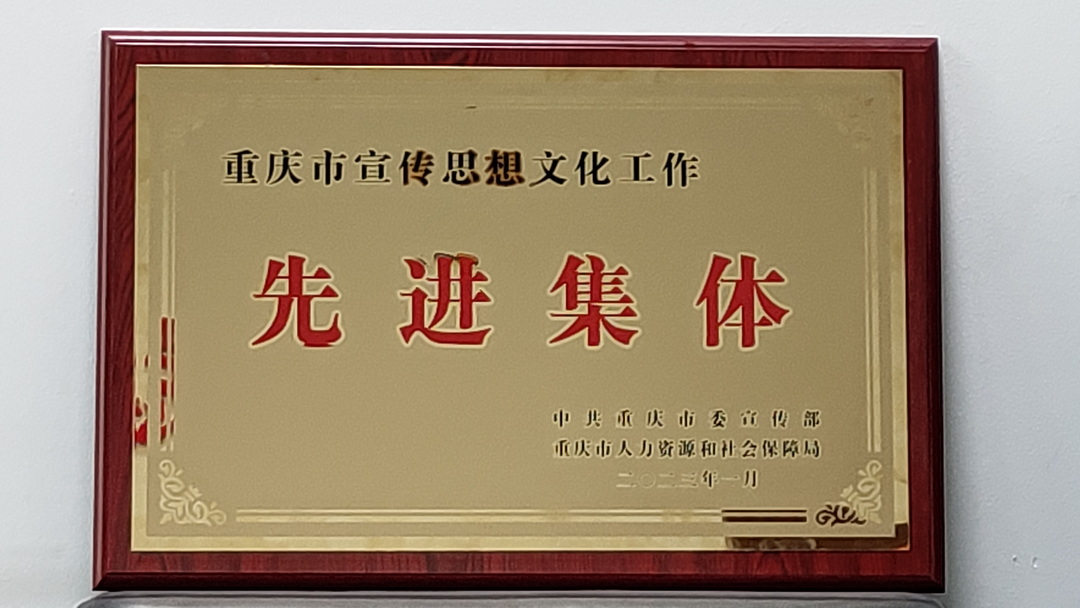 重庆市宣传思想文化工作
先进集体
中共重庆市委宣传部
重庆市人力资源和社会保障局
二〇二三年一月